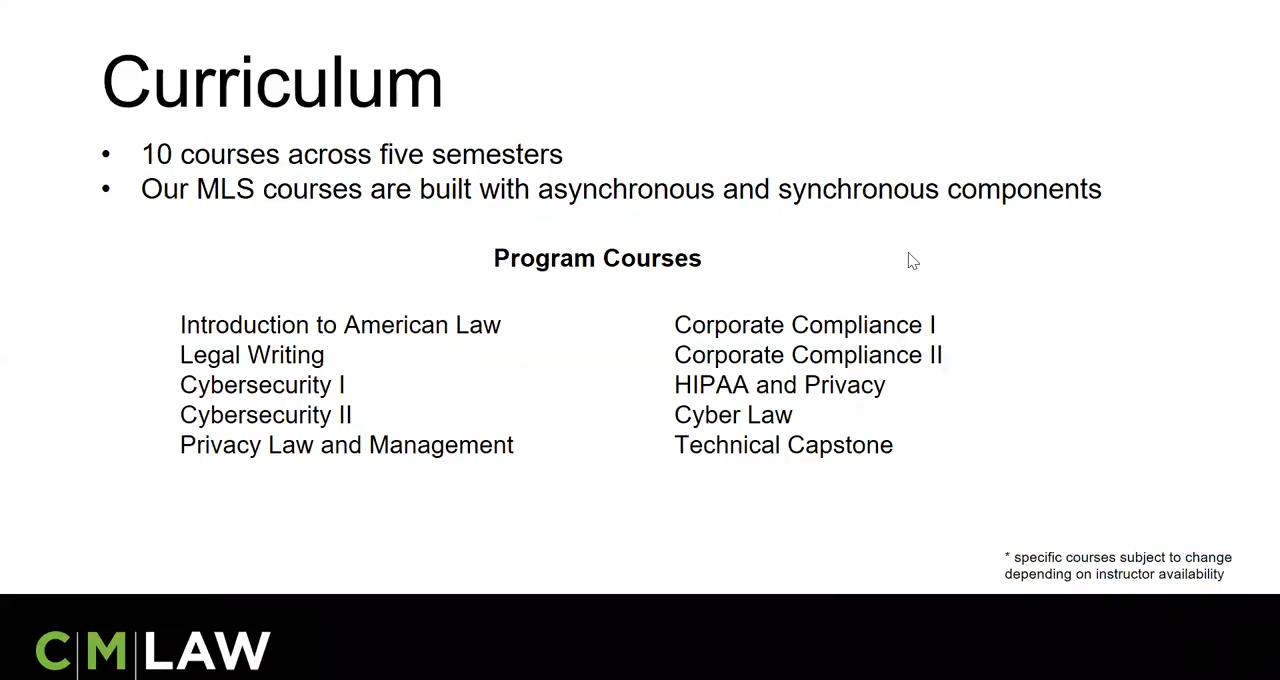 Curriculum
• 10 courses across five semesters
• Our MLS courses are built with asynchronous and synchronous components
Program Courses
Introduction to American Law
Legal Writing
Cybersecurity I
Cybersecurity II
Privacy Law and Management
Corporate Compliance I
Corporate Compliance II
HIPAA and Privacy
Cyber Law
Technical Capstone
* specific courses subject to change
depending on instructor availability
C|M|LAW